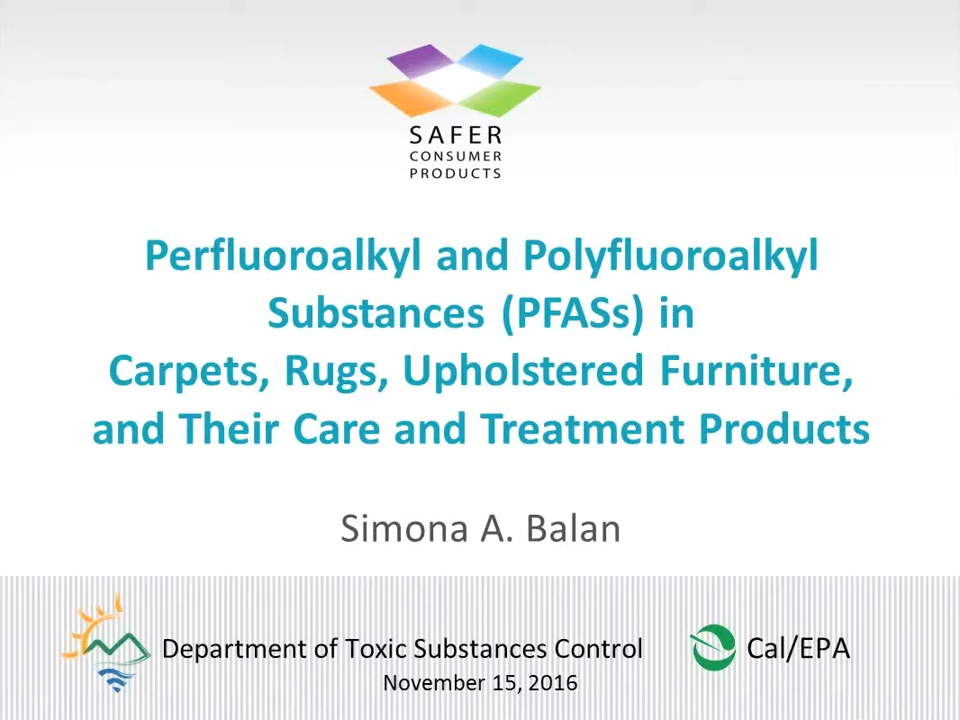 SAFER
CONSUMER
PRODUCTS
Perfluoroalkyl and Polyfluoroalkyl
Substances (PFASs) in
Carpets, Rugs, Upholstered Furniture,
and Their Care and Treatment Products
Simona A. Balan
Department of Toxic Substances Control
Cal/EPA
November 15, 2016